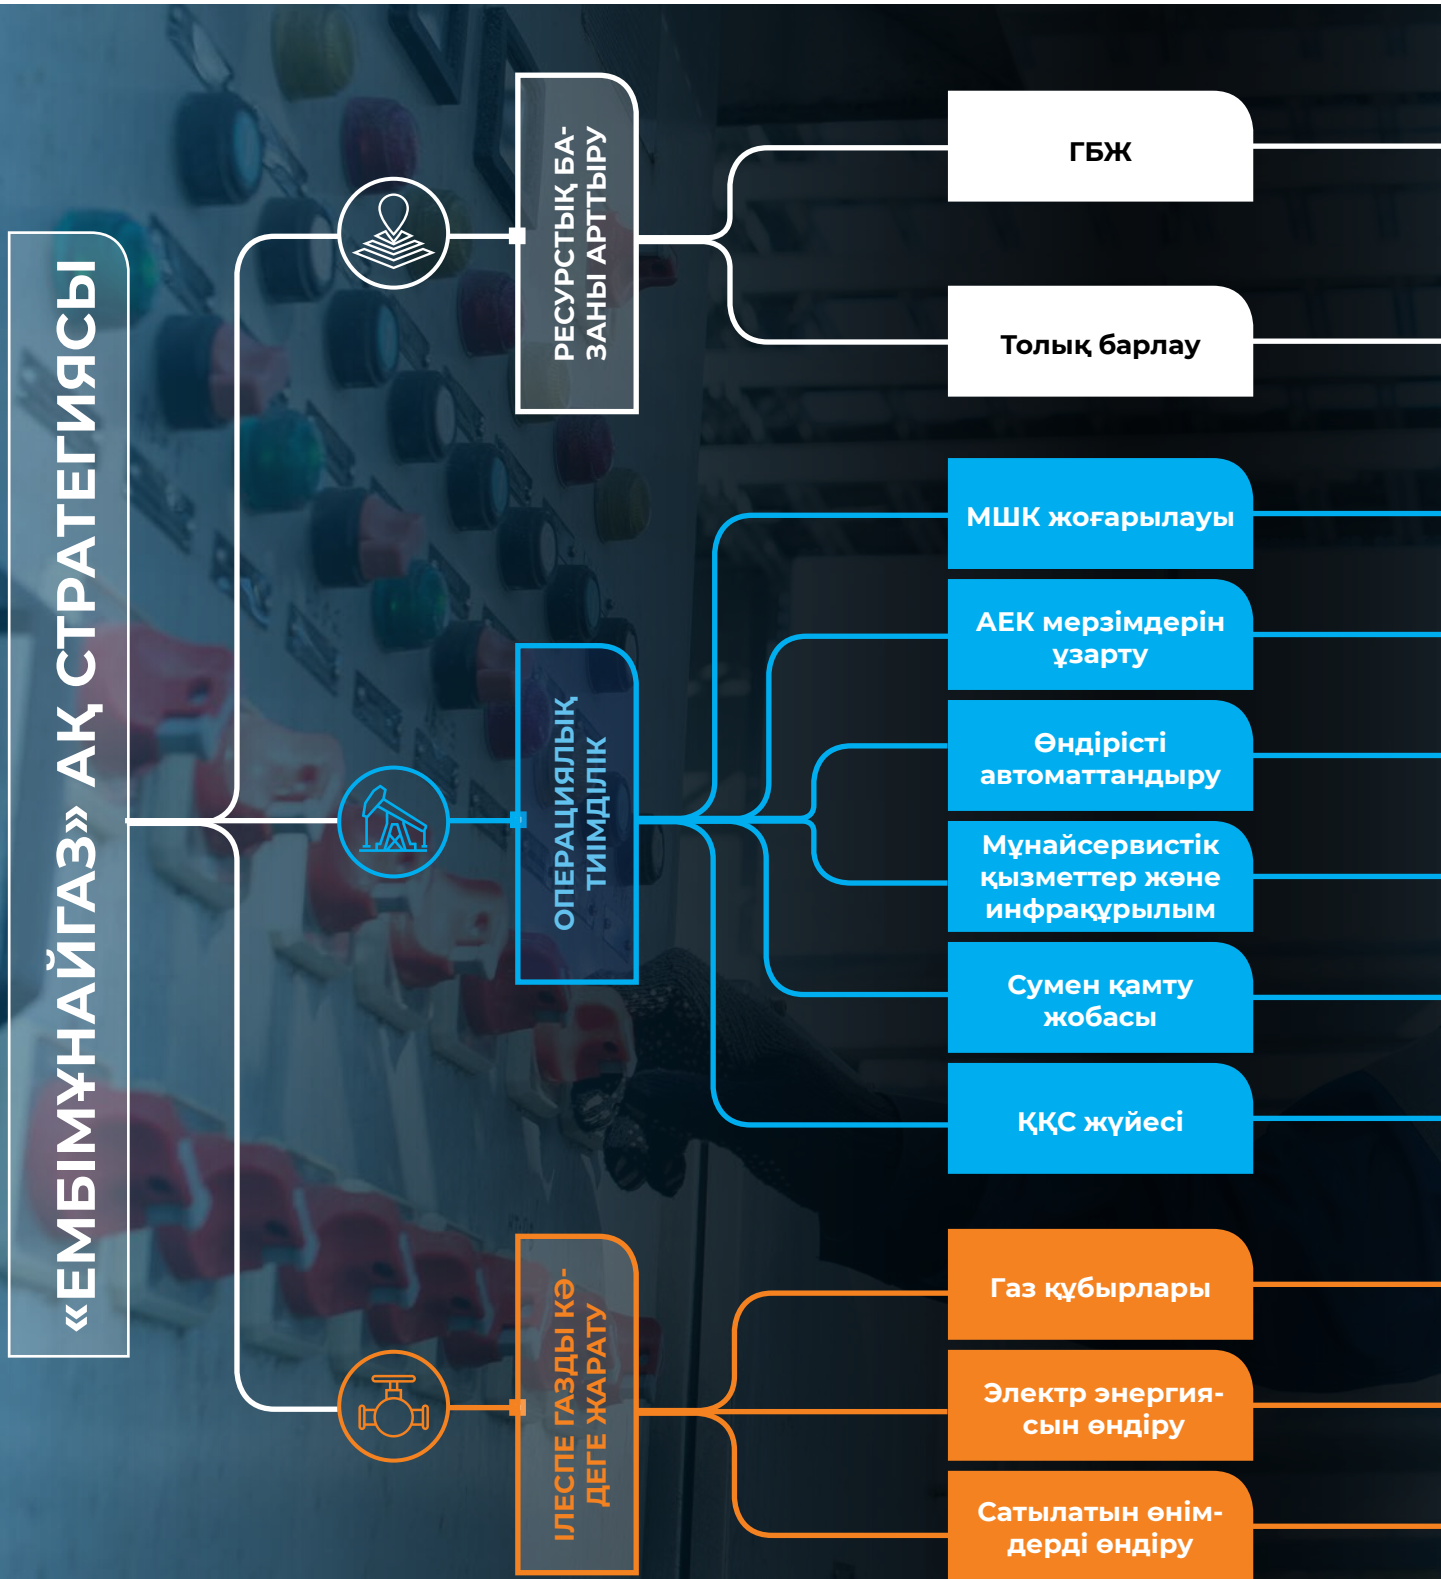 «ЕМБІМҰНАЙГАЗ» АҚ СТРАТЕГИЯСЫ
РЕСУРСТЫҚ БА-
ЗАНЫ АРТТЫРУ
ГБЖ
Толық барлау
ОПЕРАЦИЯЛЫҚ
ТИІМДІЛІК
МШК жоғарылауы
АЕК мерзімдерін
ұзарту
Өндірісті
автоматтандыру
Мұнайсервистік
қызметтер және
инфрақұрылым
Сумен қамту
жобасы
ҚҚС жүйесі
ІЛЕСПЕ ГАЗДЫ КӘ-
ДЕГЕ ЖАРАТУ
Газ құбырлары
Электр энергия-
сын өндіру
Сатылатын өнім-
дерді өндіру